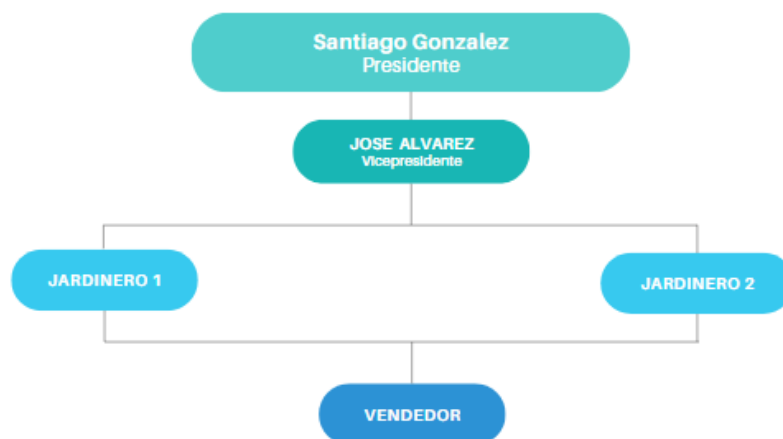 Santiago Gonzalez
Presidente
JOSE ALVAREZ
Vicepresidente
JARDINERO 1
JARDINERO 2
VENDEDOR